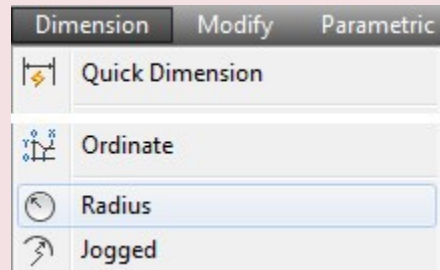 Dimension Modify Parametric
Quick Dimension
Ordinate
Radius
Jogged